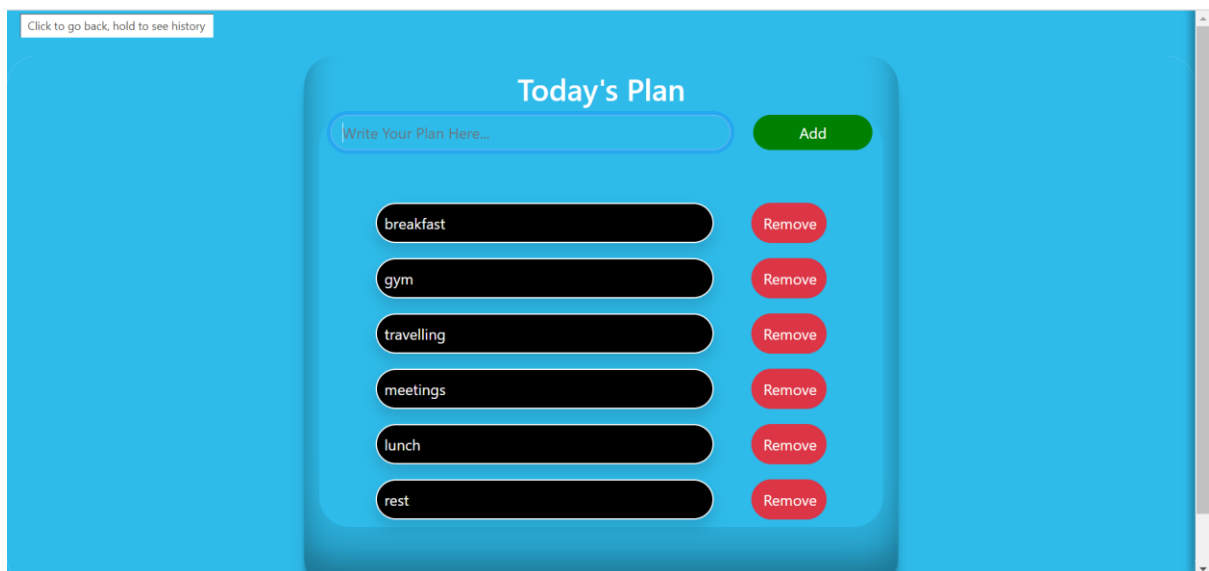 Click to go back, hold to see history
Today's Plan
Write Your Plan Here... Add
breakfast Remove
gym Remove
travelling Remove
meetings Remove
lunch Remove
rest Remove